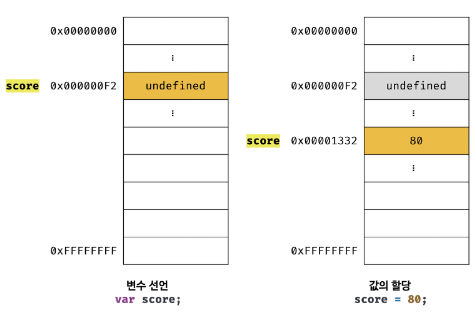 0x00000000
⋮
score 0x000000F2 undefined
⋮
0xFFFFFFFF
변수 선언
var score;
0x00000000
⋮
0x000000F2 undefined
⋮
score 0x00001332 80
⋮
0xFFFFFFFF
값의 할당
score = 80;